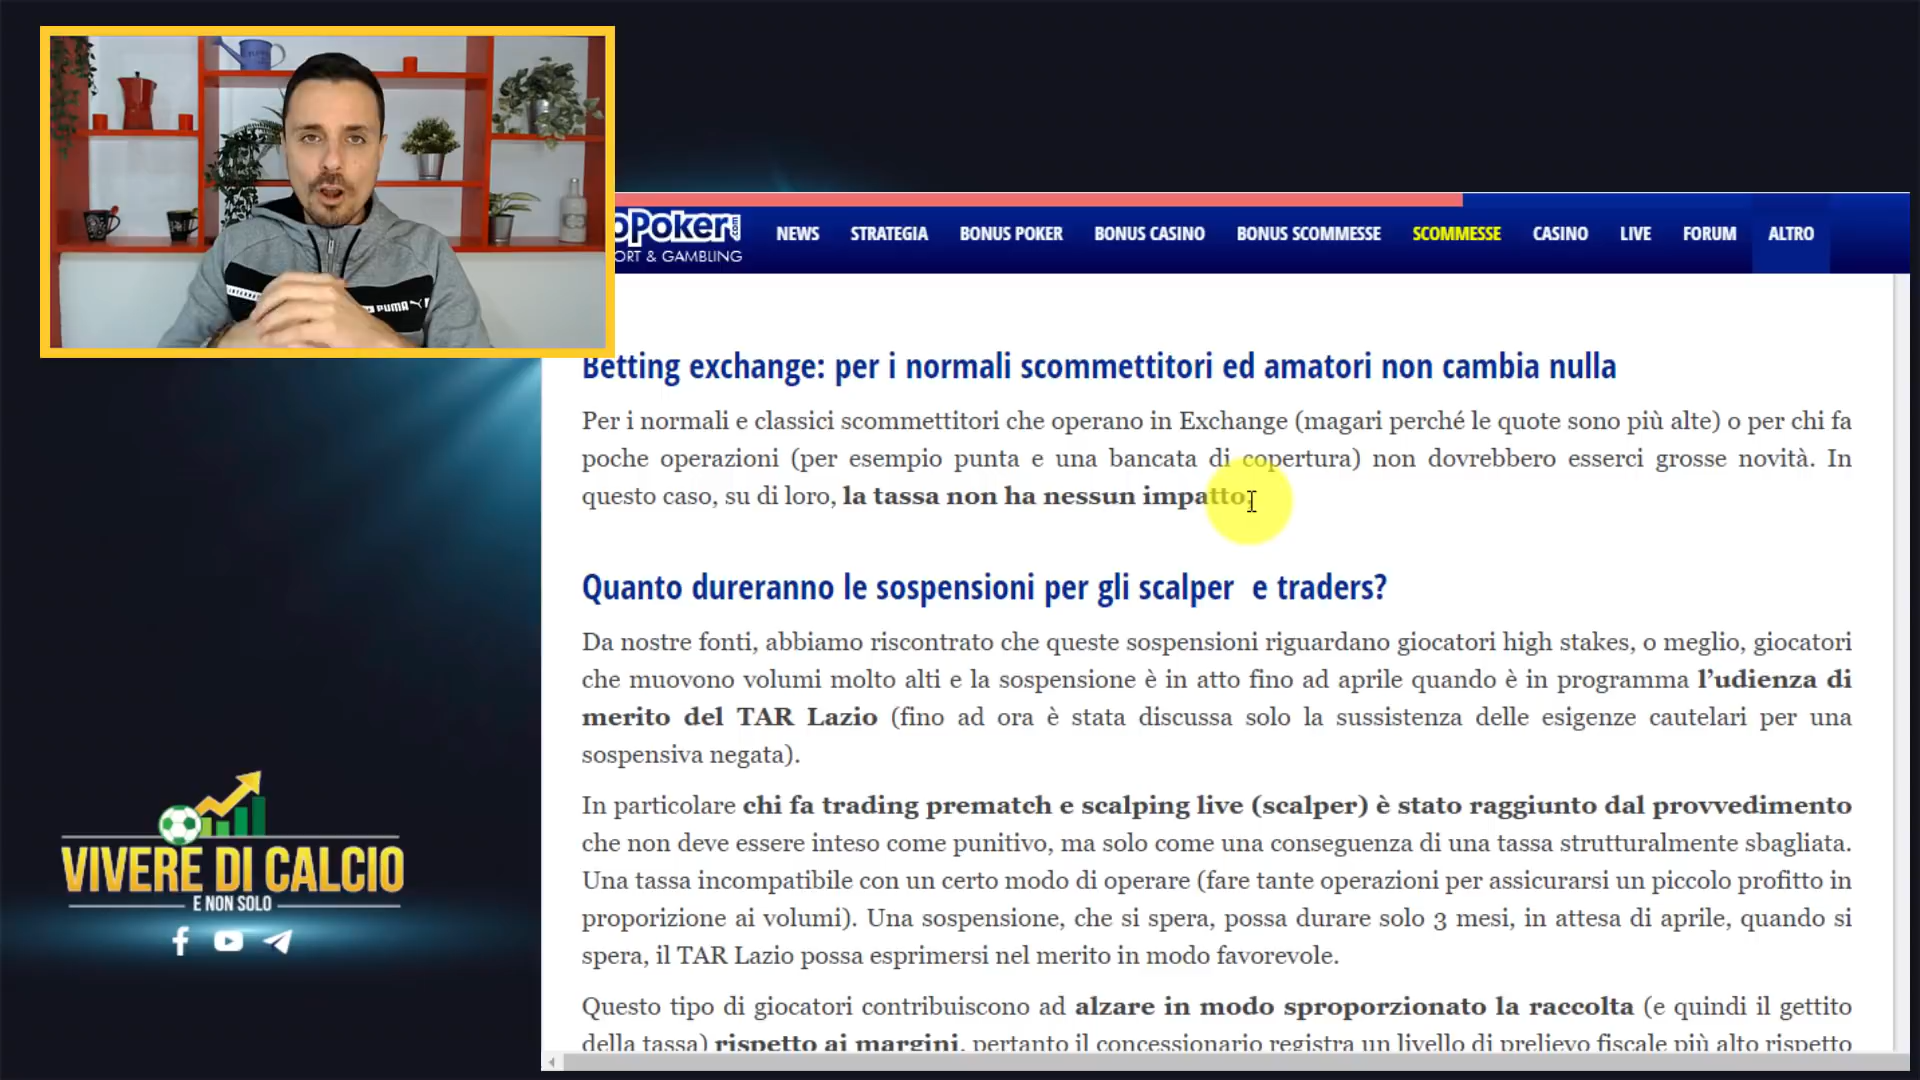 PUMA
oPoker.com
ORT & GAMBLING
NEWS STRATEGIA BONUS POKER BONUS CASINO BONUS SCOMMESSE SCOMMESSE CASINO LIVE FORUM ALTRO
Betting exchange: per i normali scommettitori ed amatori non cambia nulla
Per i normali e classici scommettitori che operano in Exchange (magari perché le quote sono più alte) o per chi fa
poche operazioni (per esempio punta e una bancata di copertura) non dovrebbero esserci grosse novità. In
questo caso, su di loro, la tassa non ha nessun impatto.
Quanto dureranno le sospensioni per gli scalper e traders?
Da nostre fonti, abbiamo riscontrato che queste sospensioni riguardano giocatori high stakes, o meglio, giocatori
che muovono volumi molto alti e la sospensione è in atto fino ad aprile quando è in programma l’udienza di
merito del TAR Lazio (fino ad ora è stata discussa solo la sussistenza delle esigenze cautelari per una
sospensiva negata).
In particolare chi fa trading prematch e scalping live (scalper) è stato raggiunto dal provvedimento
che non deve essere inteso come punitivo, ma solo come una conseguenza di una tassa strutturalmente sbagliata.
Una tassa incompatibile con un certo modo di operare (fare tante operazioni per assicurarsi un piccolo profitto in
proporzione ai volumi). Una sospensione, che si spera, possa durare solo 3 mesi, in attesa di aprile, quando si
spera, il TAR Lazio possa esprimersi nel merito in modo favorevole.
Questo tipo di giocatori contribuiscono ad alzare in modo sproporzionato la raccolta (e quindi il gettito
della tassa) rispetto ai margini, pertanto il concessionario registra un livello di prelievo fiscale più alto rispetto
VIVERE DI CALCIO
E NON SOLO